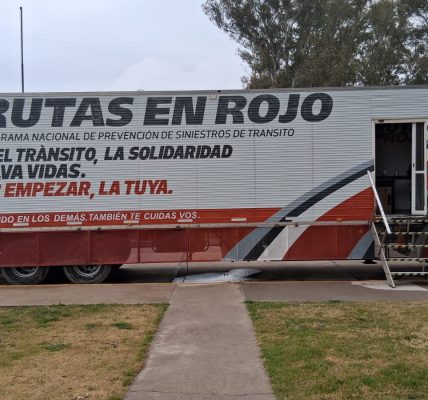 RUTAS EN ROJO
PROGRAMA NACIONAL DE PREVENCIÓN DE SINIESTROS DE TRANSITO
EL TRÀNSITO, LA SOLIDARIDAD
VA VIDAS.
EMPEZAR, LA TUYA.
EN LOS DEMÁS. TAMBIÉN TE CUIDAS VOS.